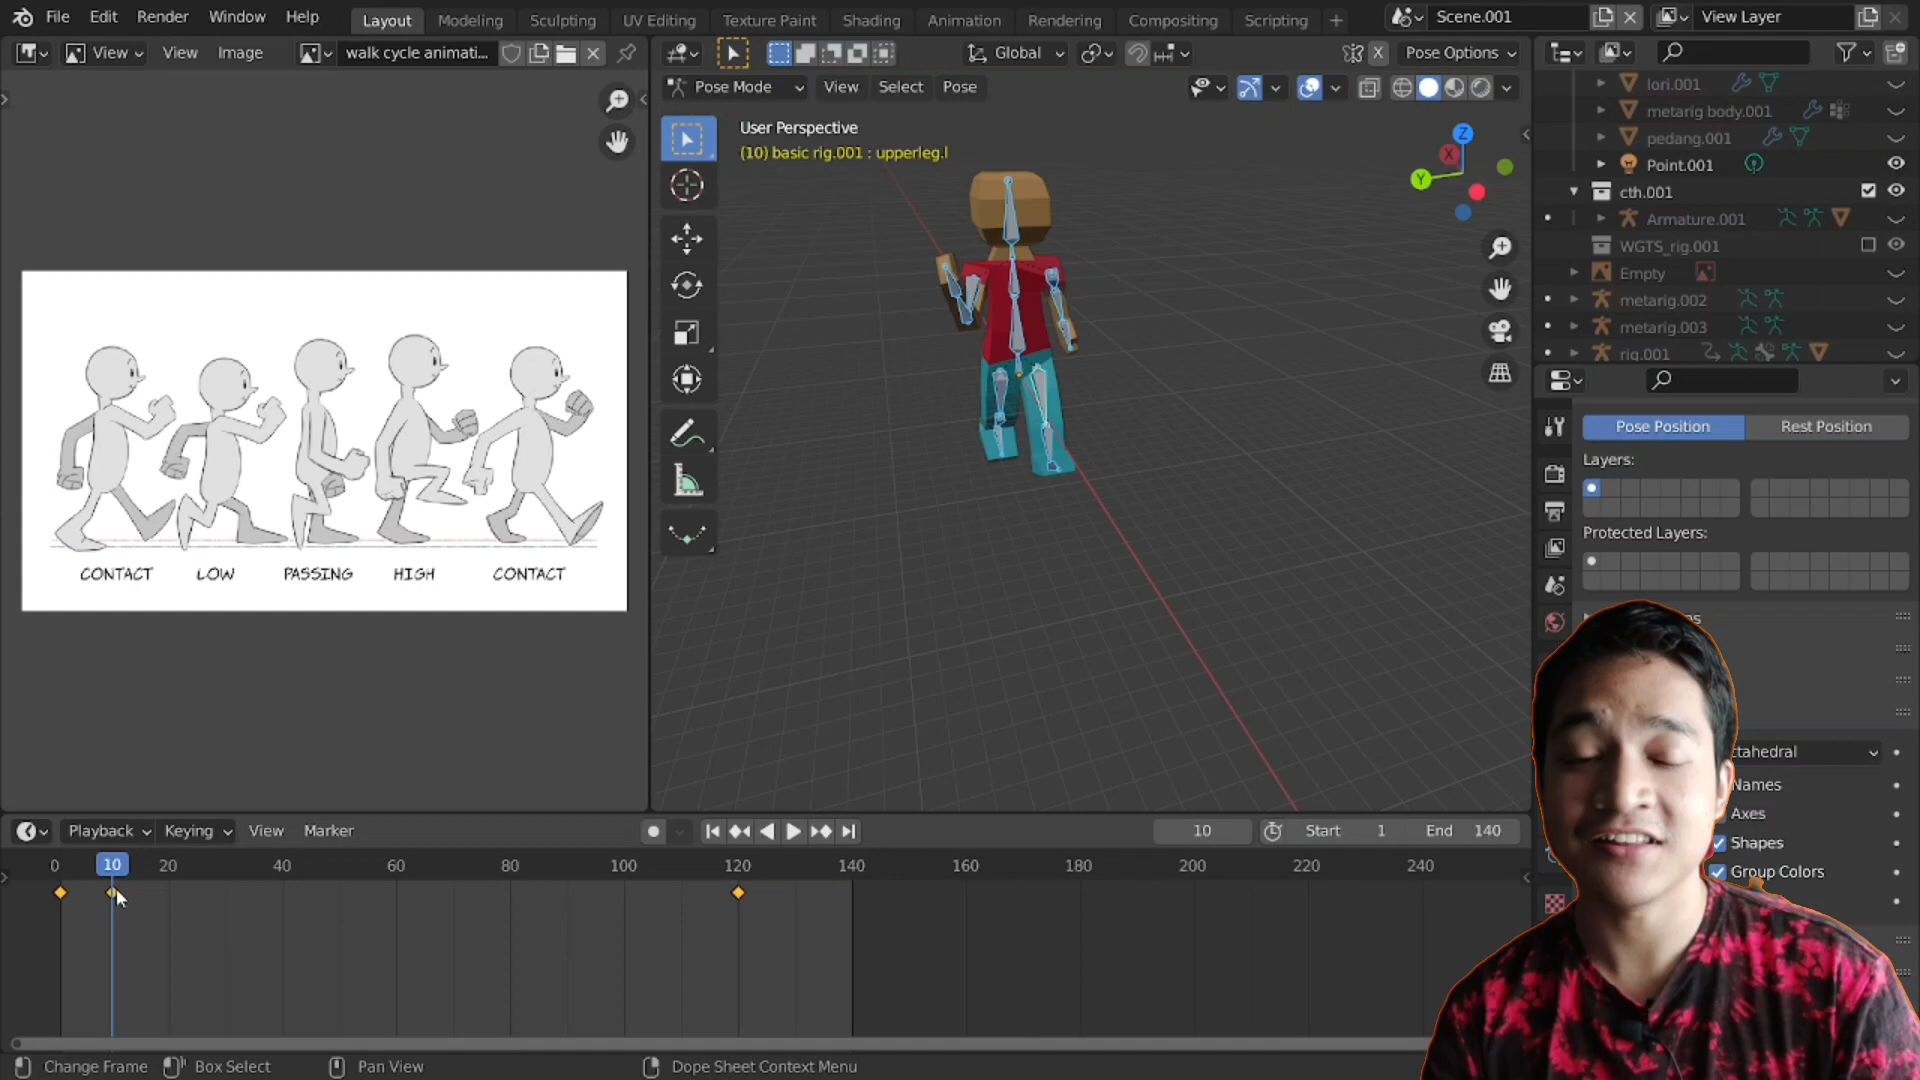 File Edit Render Window Help Layout Modeling Sculpting UV Editing Texture Paint Shading Animation Rendering Compositing Scripting + Scene.001 View Layer
View View Image walk cycle animati... Global Pose Options
Pose Mode View Select Pose
User Perspective
(10) basic rig.001 : upperleg.l
Z
X
Y
CONTACT LOW PASSING HIGH CONTACT
lori.001
metarig body.001
pedang.001
Point.001
cth.001
Armature.001
WGTS_rig.001
Empty
metarig.002
metarig.003
rig.001
Pose Position Rest Position
Layers:
Protected Layers:
tahedral
Names
Axes
Shapes
Group Colors
Playback Keying View Marker 10 Start 1 End 140
0 10 20 40 60 80 100 120 140 160 180 200 220 240
Change Frame Box Select Pan View Dope Sheet Context Menu